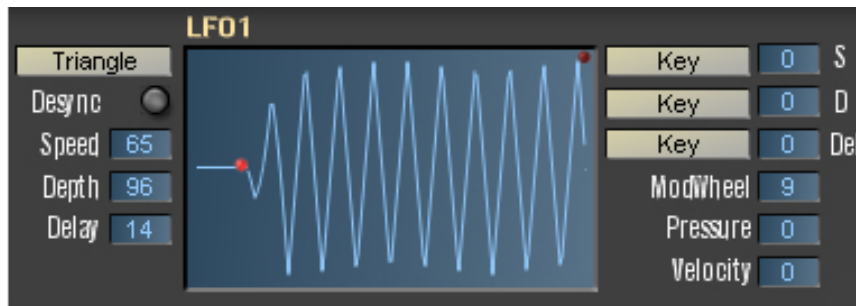 LFO1
Triangle
Desync
Speed 65
Depth 96
Delay 14
Key 0 S
Key 0 D
Key 0 Del
ModWheel 9
Pressure 0
Velocity 0